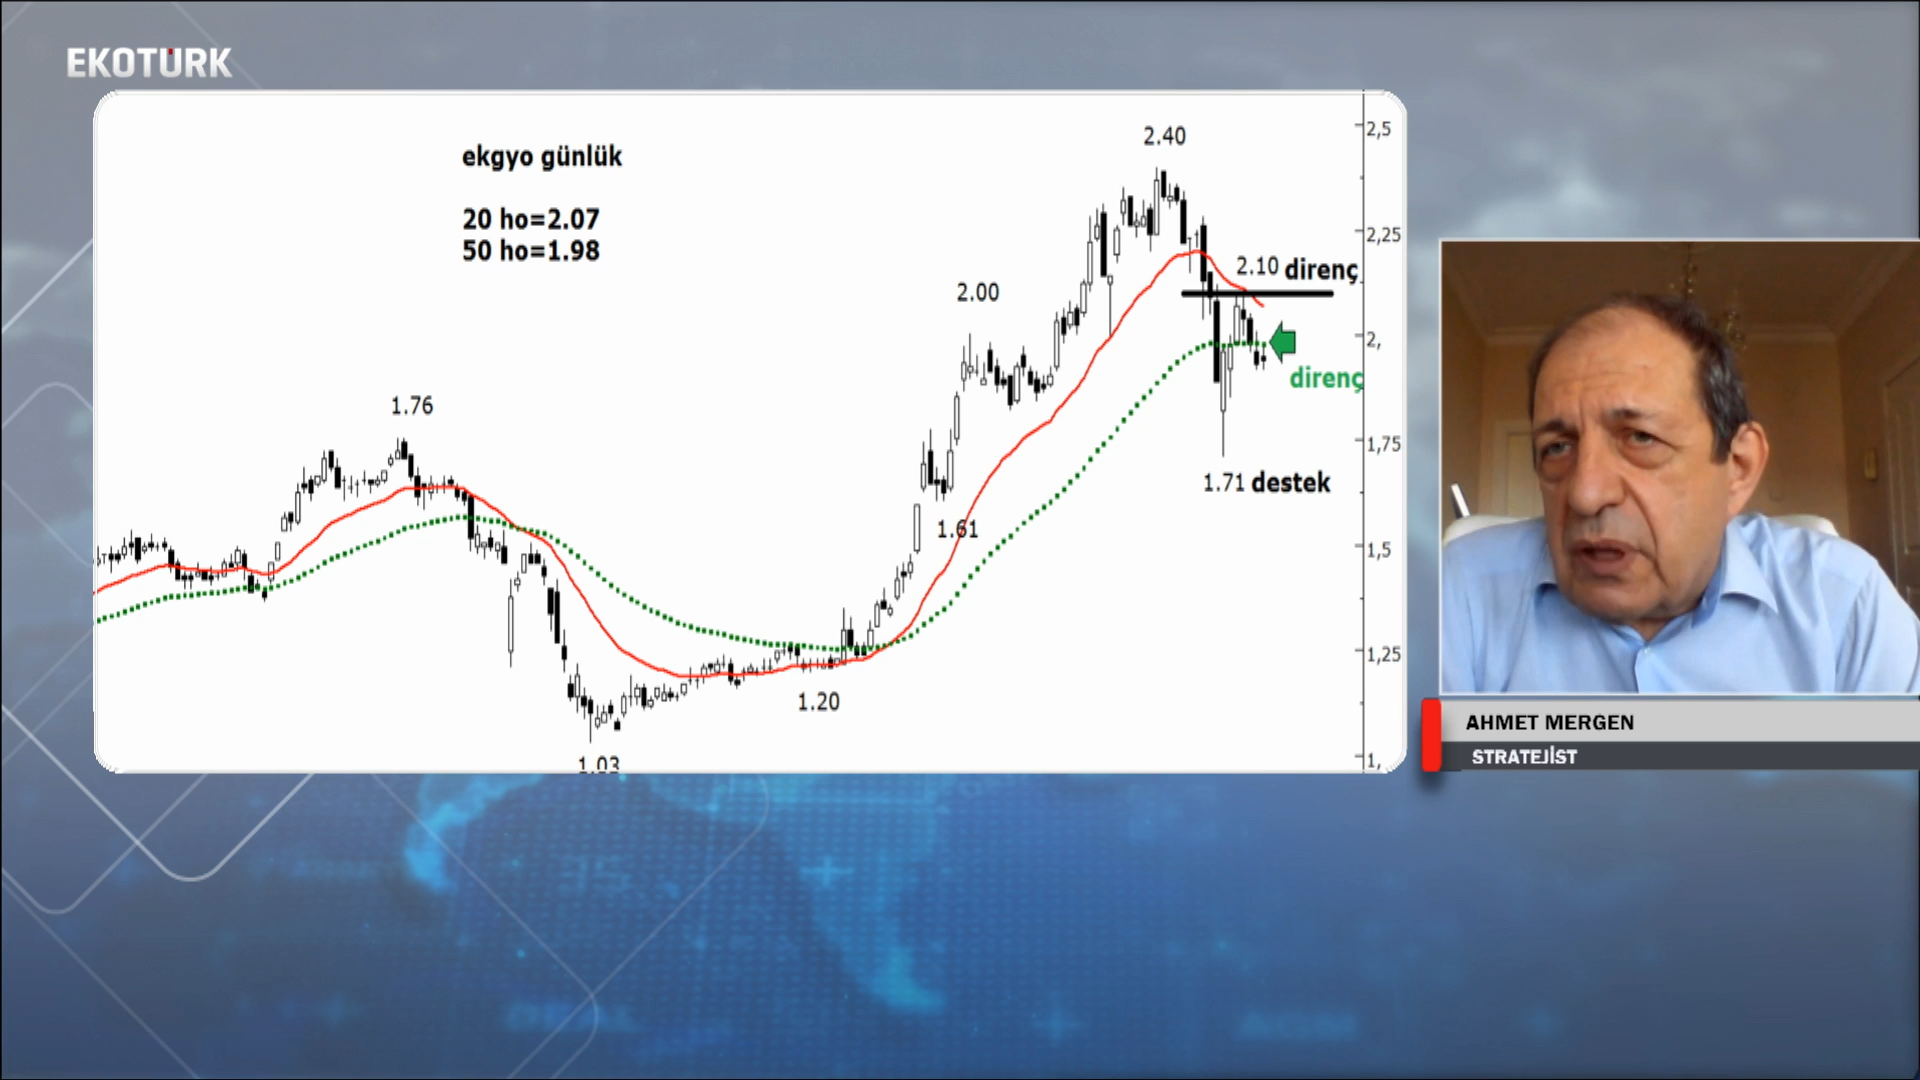 EKOTÜRK
ekgyo günlük
20 ho=2.07
50 ho=1.98
2.40
2.10 direnç
2.00
direnç
1.76
1.71 destek
1.61
1.20
1.03
2,5
2,25
2,
1,75
1,5
1,25
1,
AHMET MERGEN
STRATEJİST